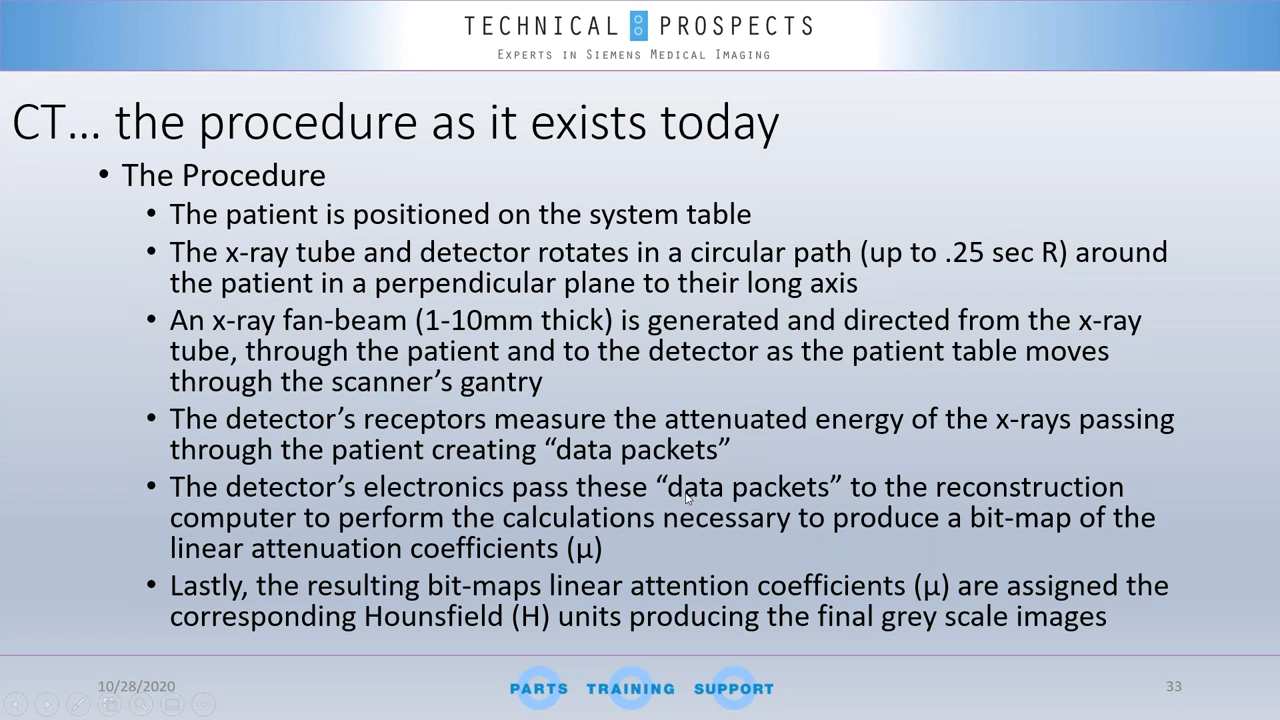 TECHNICAL PROSPECTS
EXPERTS IN SIEMENS MEDICAL IMAGING
CT... the procedure as it exists today
• The Procedure
• The patient is positioned on the system table
• The x-ray tube and detector rotates in a circular path (up to .25 sec R) around
the patient in a perpendicular plane to their long axis
• An x-ray fan-beam (1-10mm thick) is generated and directed from the x-ray
tube, through the patient and to the detector as the patient table moves
through the scanner’s gantry
• The detector’s receptors measure the attenuated energy of the x-rays passing
through the patient creating “data packets”
• The detector’s electronics pass these “data packets” to the reconstruction
computer to perform the calculations necessary to produce a bit-map of the
linear attenuation coefficients (μ)
• Lastly, the resulting bit-maps linear attention coefficients (μ) are assigned the
corresponding Hounsfield (H) units producing the final grey scale images
10/28/2020
PARTS TRAINING SUPPORT
33